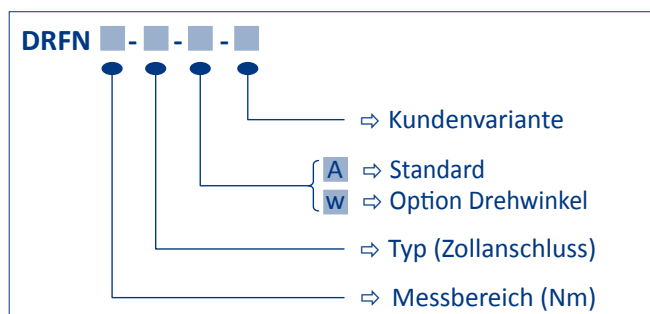 DRFN - - -
⇨ Kundenvariante
A ⇨ Standard
w ⇨ Option Drehwinkel
⇨ Typ (Zollanschluss)
⇨ Messbereich (Nm)